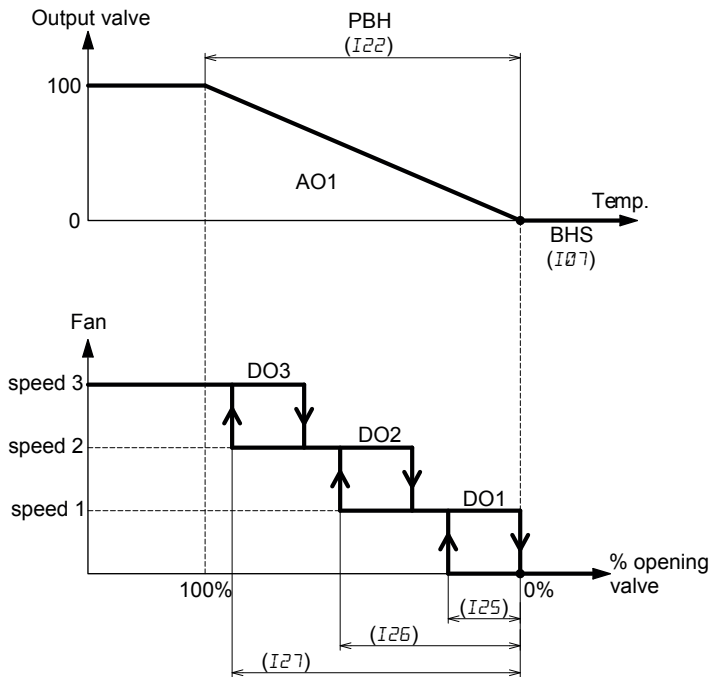 Output valve
PBH
(I22)
100
AO1
Temp.
0
BHS
(I07)
Fan
speed 3
DO3
speed 2
DO2
speed 1
DO1
100%
0%
% opening
valve
(I25)
(I26)
(I27)